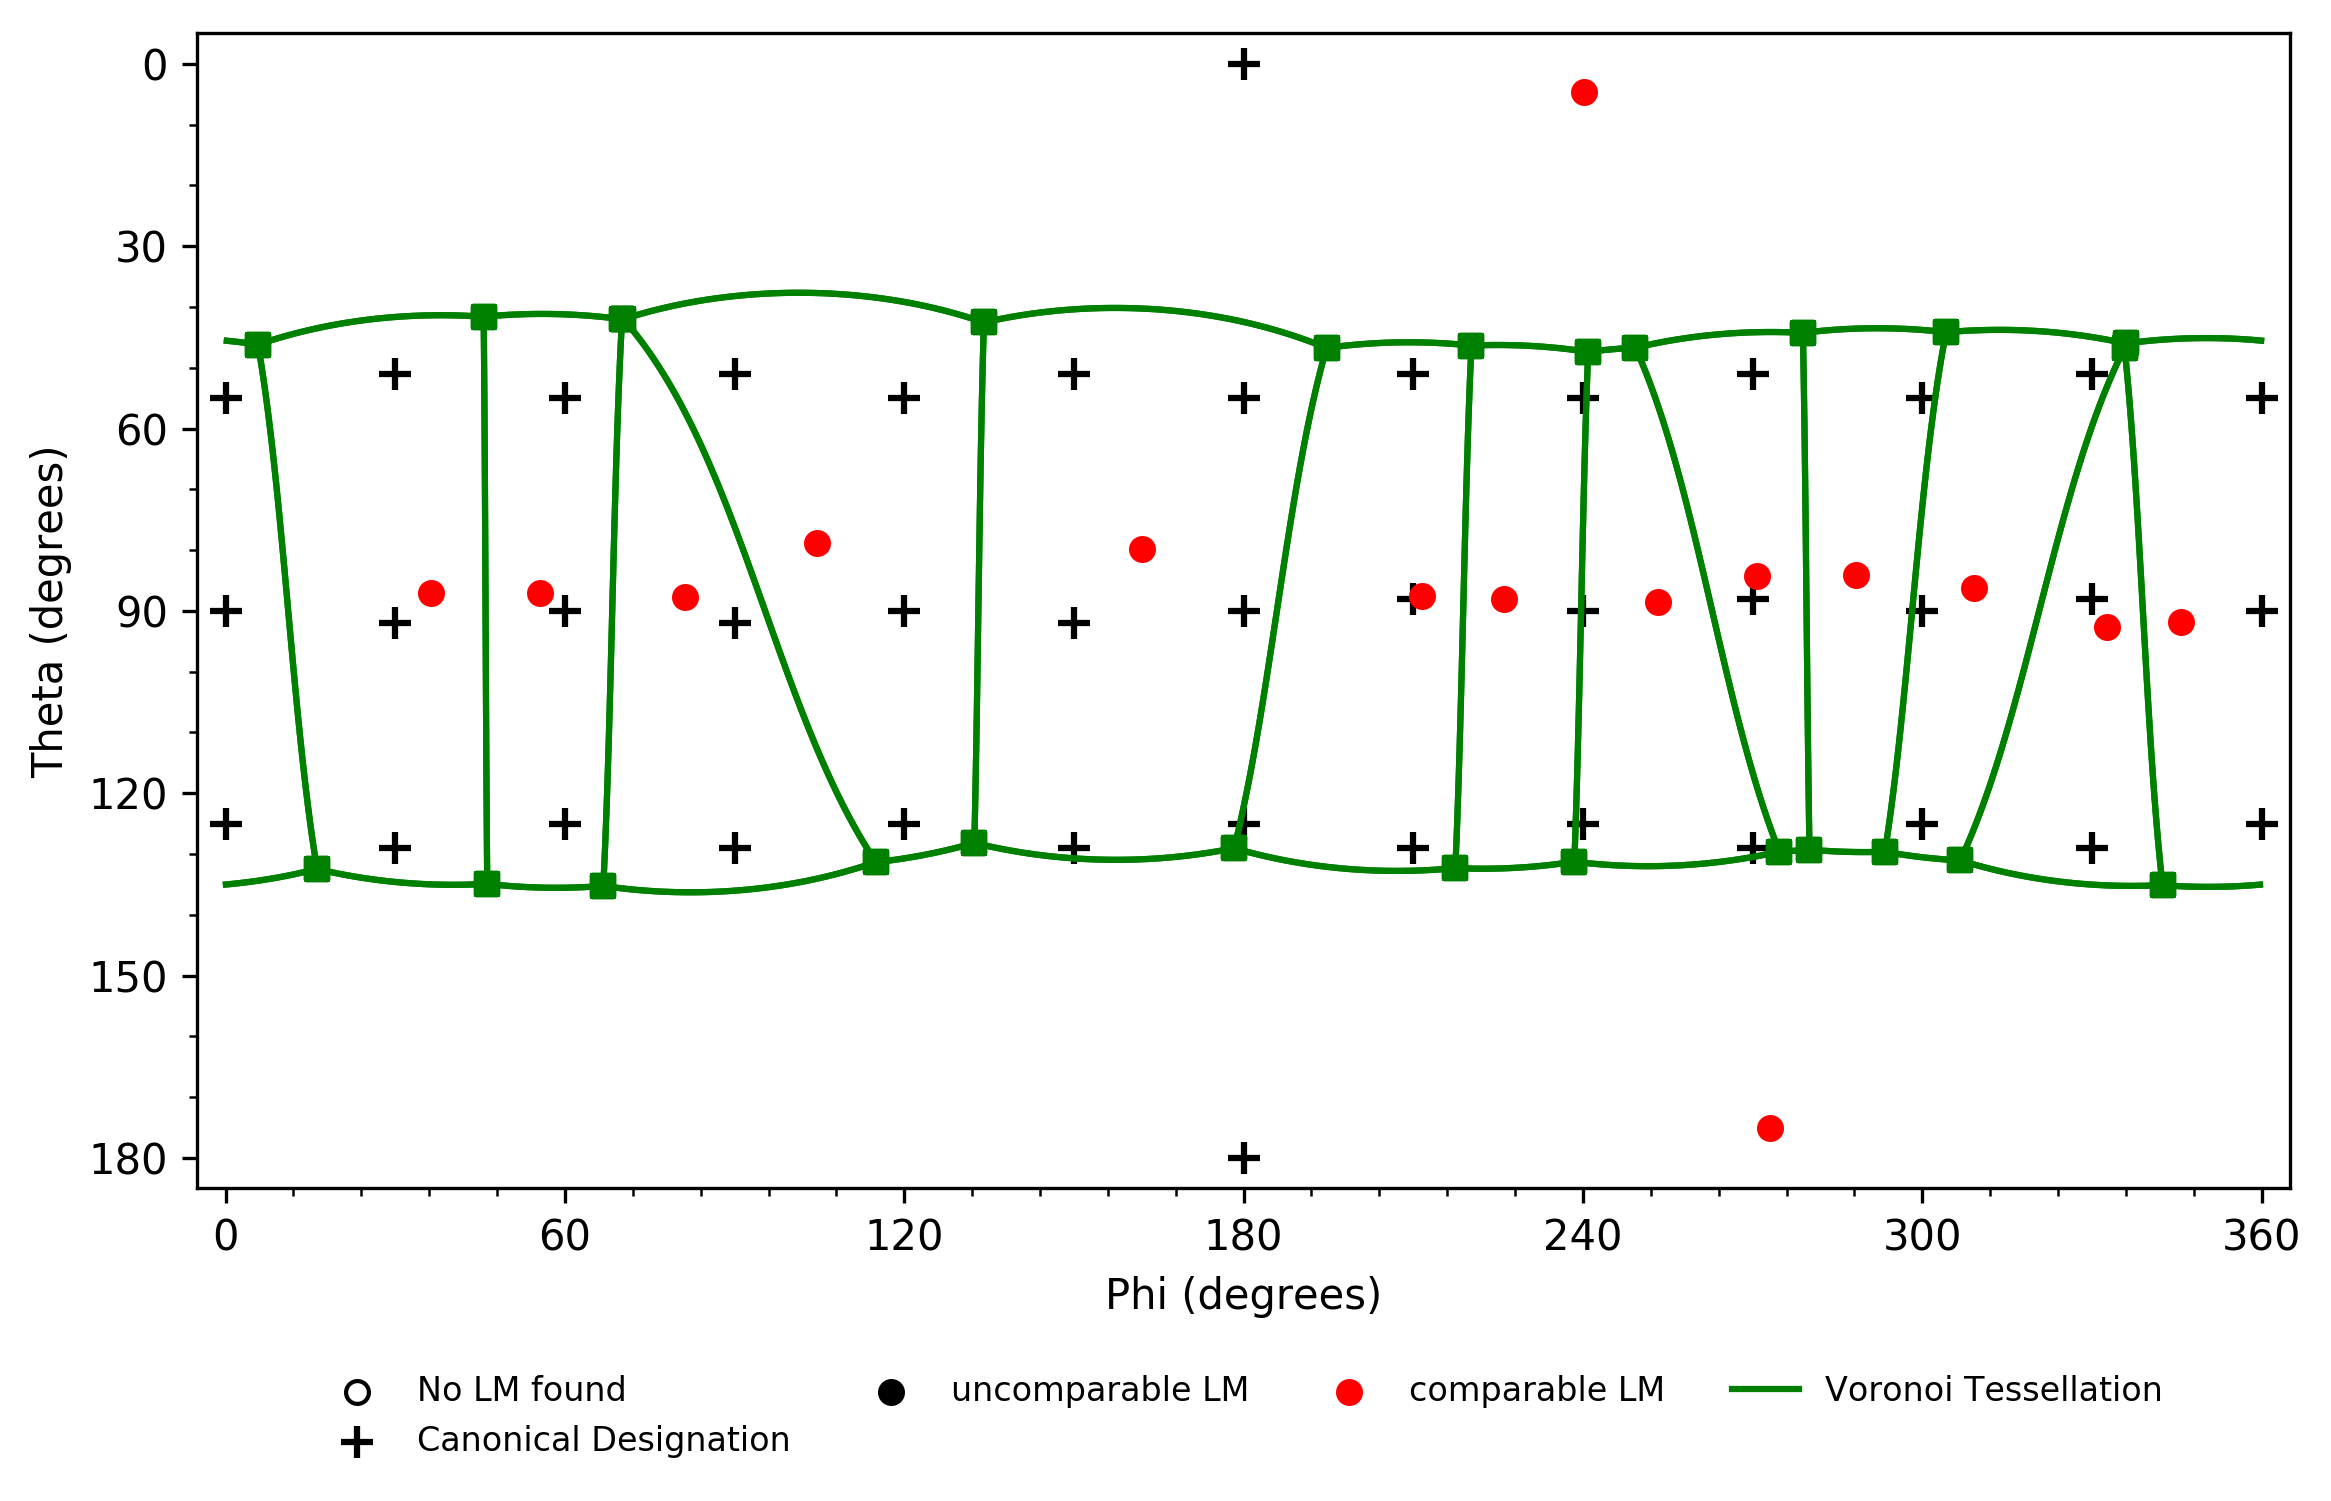 0
30
60
90
120
150
180
Theta (degrees)
0 60 120 180 240 300 360
Phi (degrees)
No LM found uncomparable LM comparable LM Voronoi Tessellation
Canonical Designation